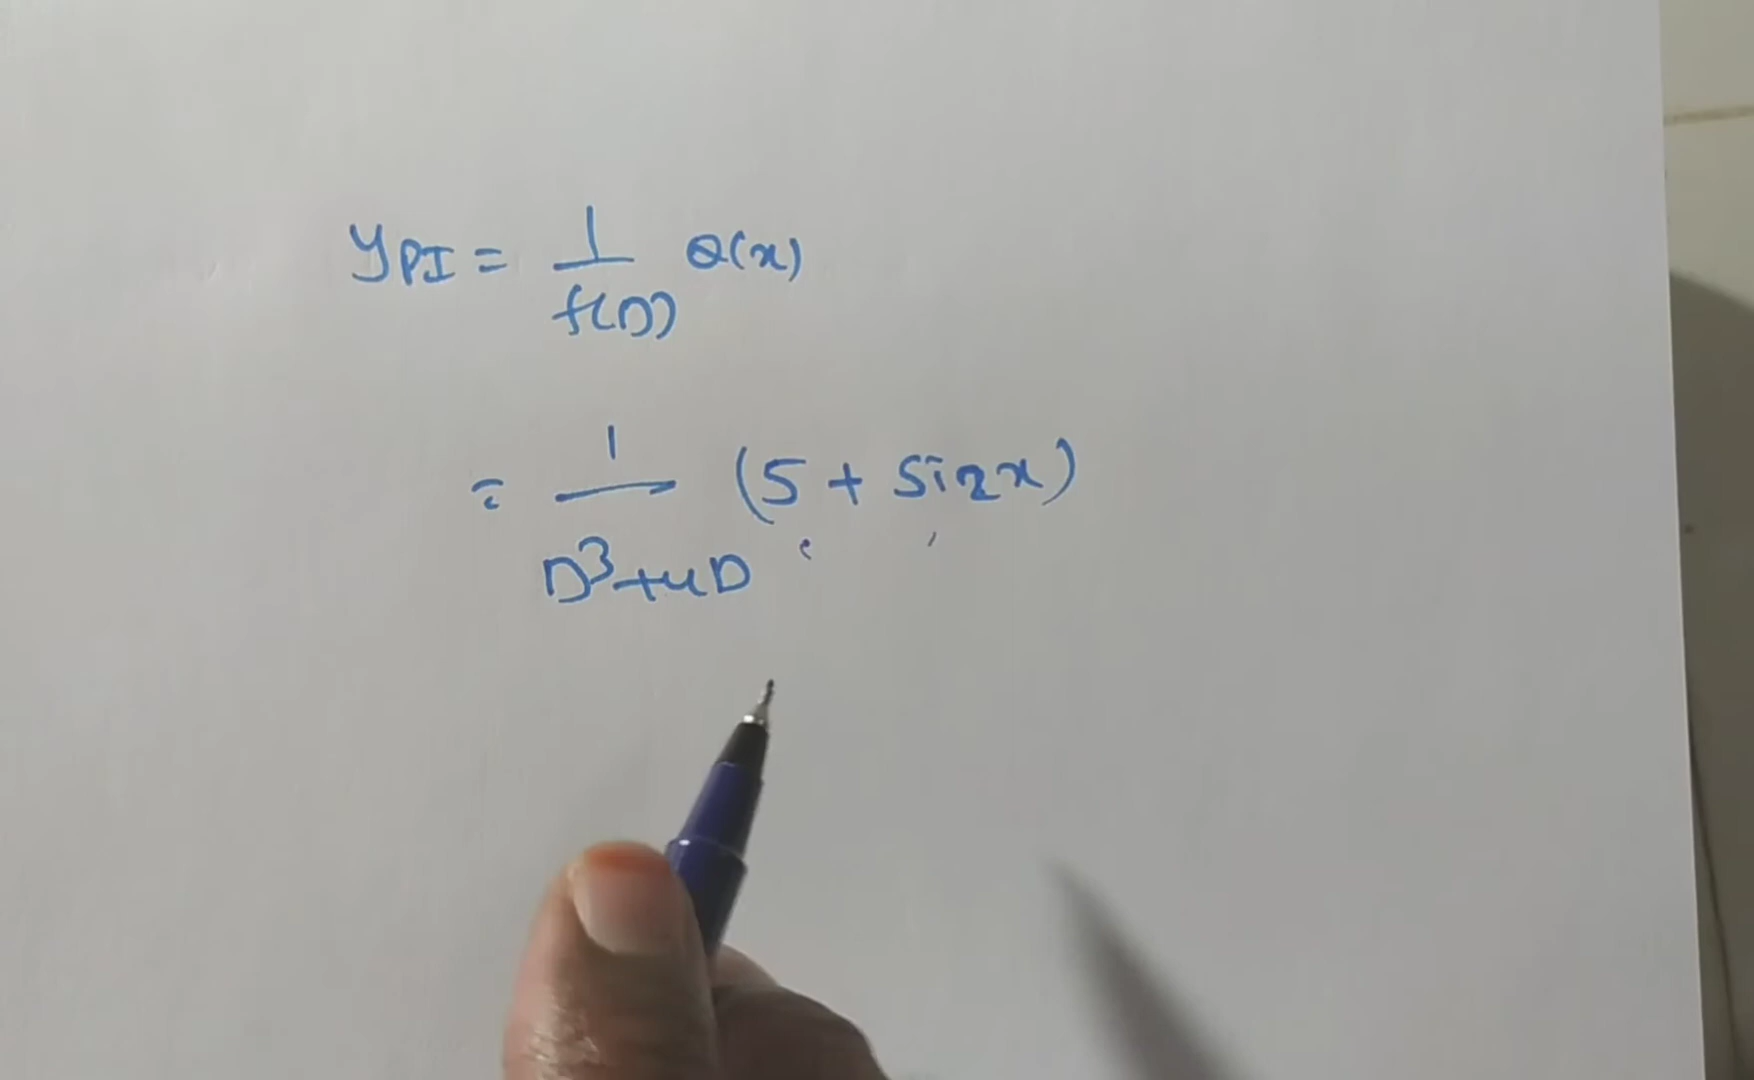 y_PI = 1/f(D) Q(x)
= 1/(D³+4D) (5 + Sin2x)